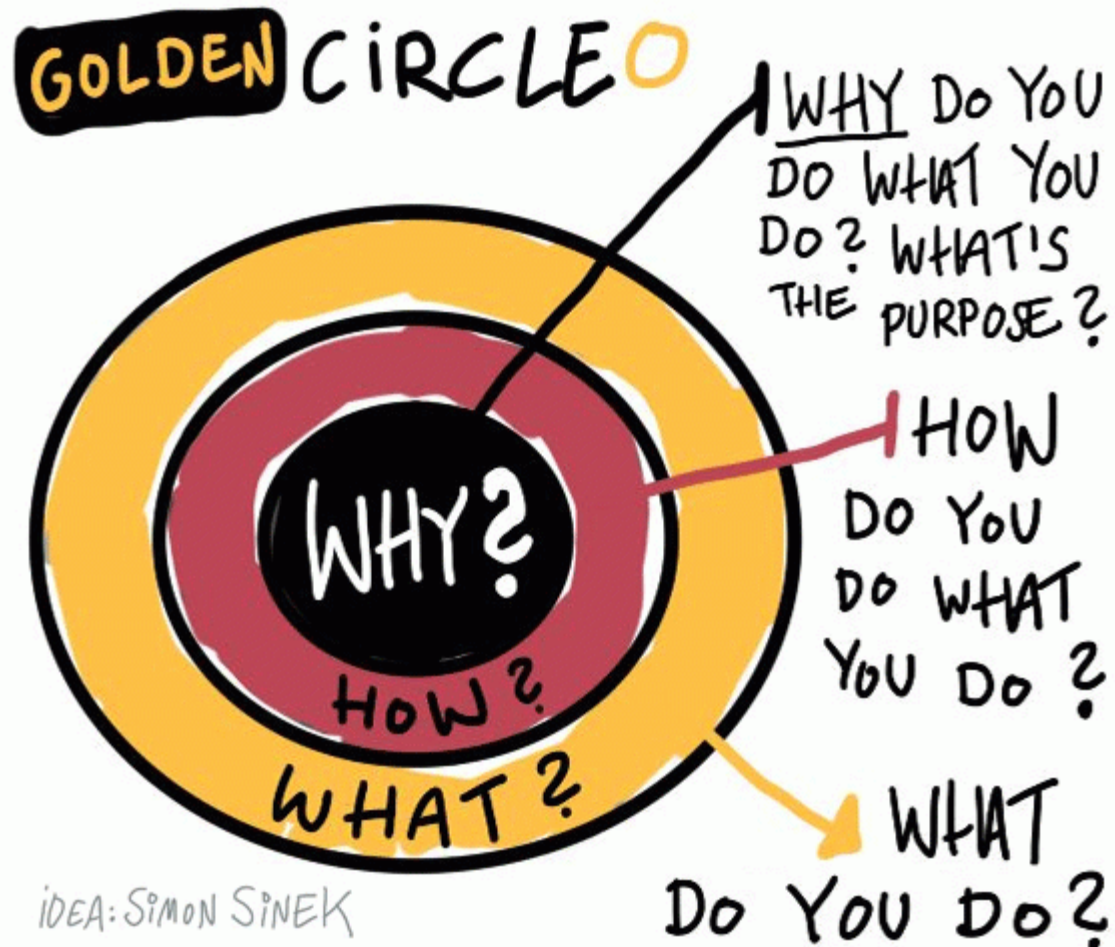 GOLDEN CiRCLE
WHY DO YOU
DO WHAT YOU
DO? WHAT'S
THE PURPOSE?
WHY?
HOW?
WHAT?
HOW
DO YOU
DO WHAT
YOU DO?
WHAT
DO YOU DO?
iDEA: SiMON SiNEK